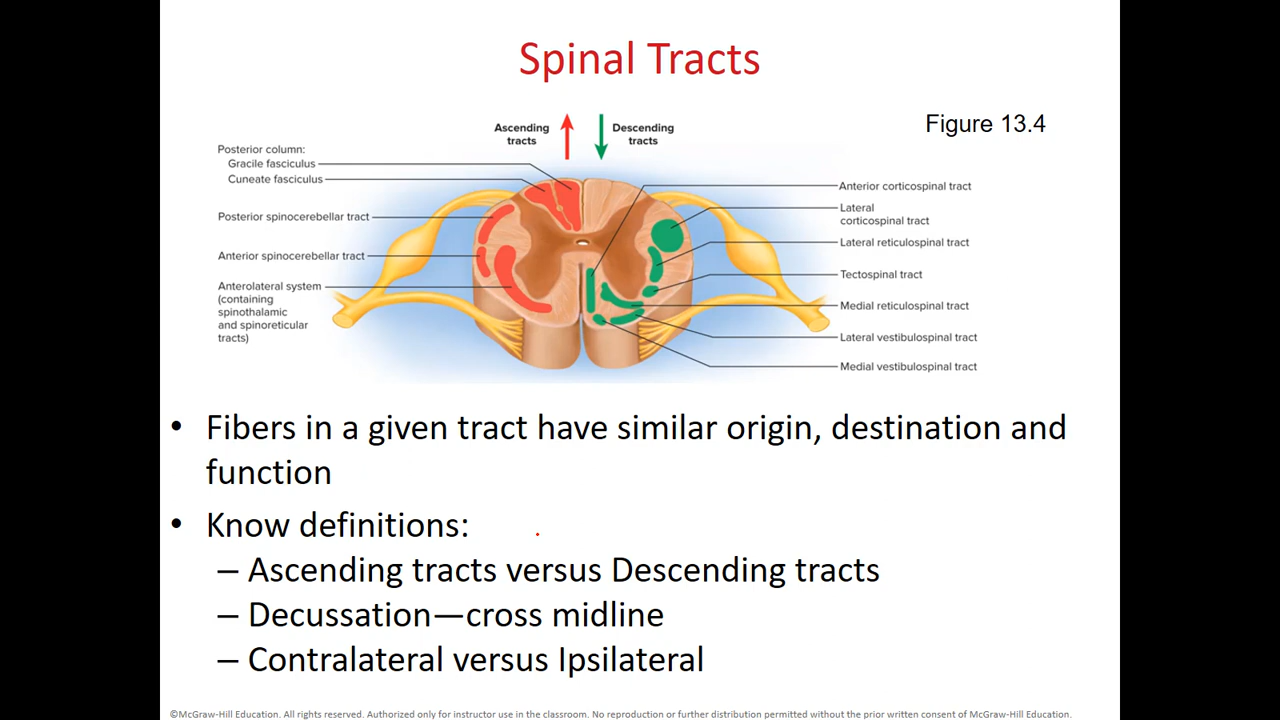 Spinal Tracts
Figure 13.4
Ascending
tracts
Descending
tracts
Posterior column:
Gracile fasciculus
Cuneate fasciculus
Posterior spinocerebellar tract
Anterior spinocerebellar tract
Anterolateral system
(containing
spinothalamic
and spinoreticular
tracts)
Anterior corticospinal tract
Lateral
corticospinal tract
Lateral reticulospinal tract
Tectospinal tract
Medial reticulospinal tract
Lateral vestibulospinal tract
Medial vestibulospinal tract
• Fibers in a given tract have similar origin, destination and
function
• Know definitions:
– Ascending tracts versus Descending tracts
– Decussation—cross midline
– Contralateral versus Ipsilateral
©McGraw-Hill Education. All rights reserved. Authorized only for instructor use in the classroom. No reproduction or further distribution permitted without the prior written consent of McGraw-Hill Education.